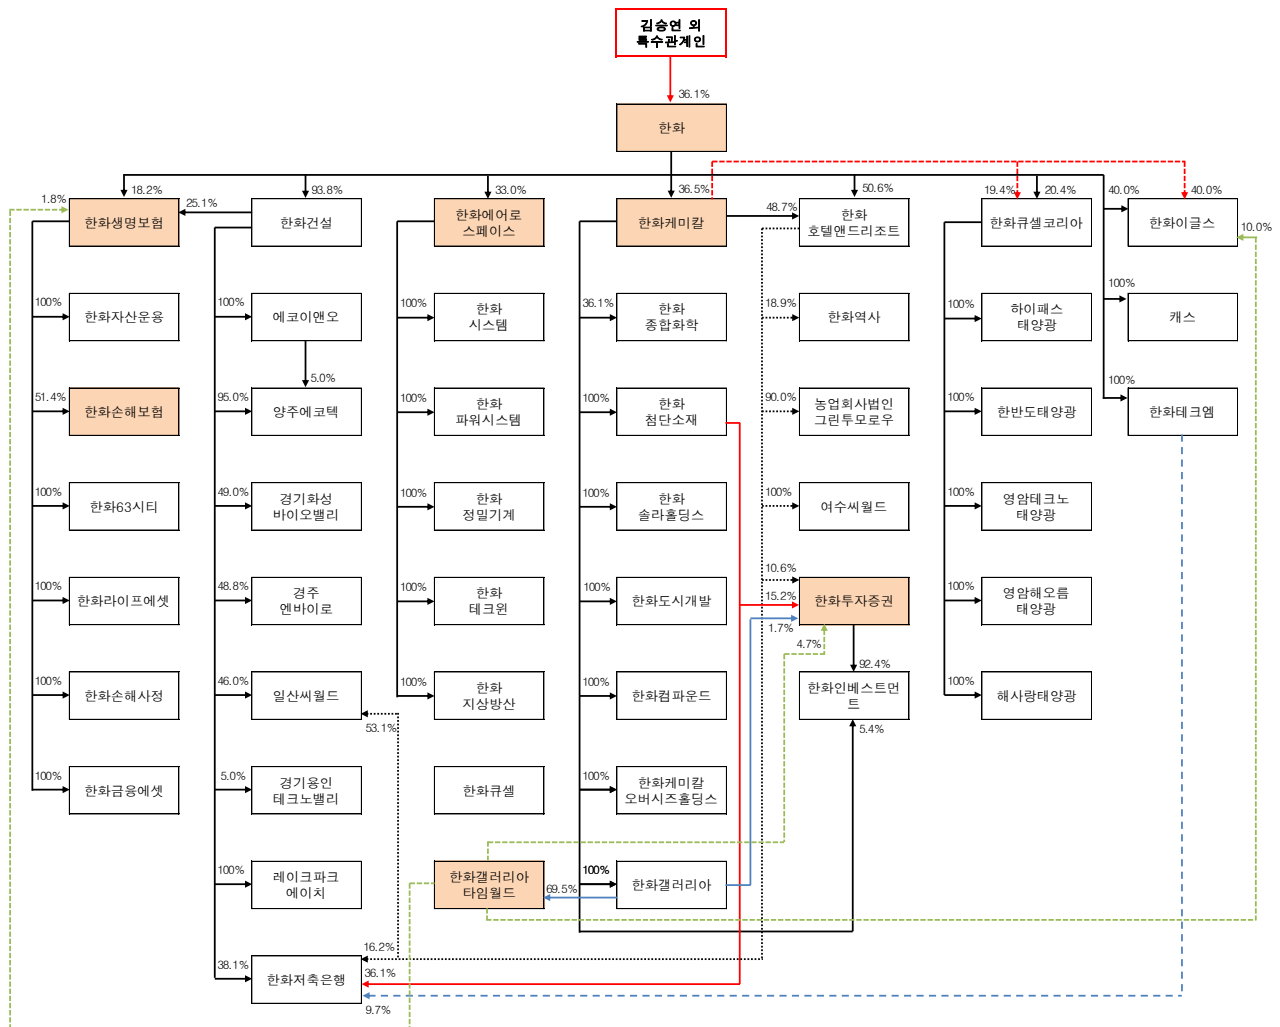 김승연 외
특수관계인
36.1%
한화
1.8%
18.2%
25.1%
93.8%
33.0%
36.5%
48.7%
50.6%
19.4%
20.4%
40.0%
40.0%
10.0%
한화생명보험
한화건설
한화에어로
스페이스
한화케미칼
한화
호텔앤드리조트
한화큐셀코리아
한화이글스
100%
한화자산운용
100%
에코이앤오
100%
한화
시스템
36.1%
한화
종합화학
18.9%
한화역사
100%
하이패스
태양광
100%
캐스
5.0%
51.4%
한화손해보험
95.0%
양주에코텍
100%
한화
파워시스템
100%
한화
첨단소재
90.0%
농업회사법인
그린투모로우
100%
한반도태양광
100%
한화테크엠
100%
한화63시티
49.0%
경기화성
바이오밸리
100%
한화
정밀기계
100%
한화
솔라홀딩스
100%
여수씨월드
100%
영암테크노
태양광
100%
한화라이프에셋
48.8%
경주
엔바이로
100%
한화
테크윈
100%
한화도시개발
10.6%
15.2%
1.7%
4.7%
한화투자증권
100%
영암해오름
태양광
92.4%
100%
한화손해사정
46.0%
일산씨월드
53.1%
100%
한화
지상방산
100%
한화컴파운드
한화인베스트먼
트
5.4%
100%
해사랑태양광
100%
한화금융에셋
5.0%
경기용인
테크노밸리
한화큐셀
100%
한화케미칼
오버시즈홀딩스
100%
레이크파크
에이치
한화갤러리아
타임월드
69.5%
100%
한화갤러리아
38.1%
한화저축은행
16.2%
36.1%
9.7%